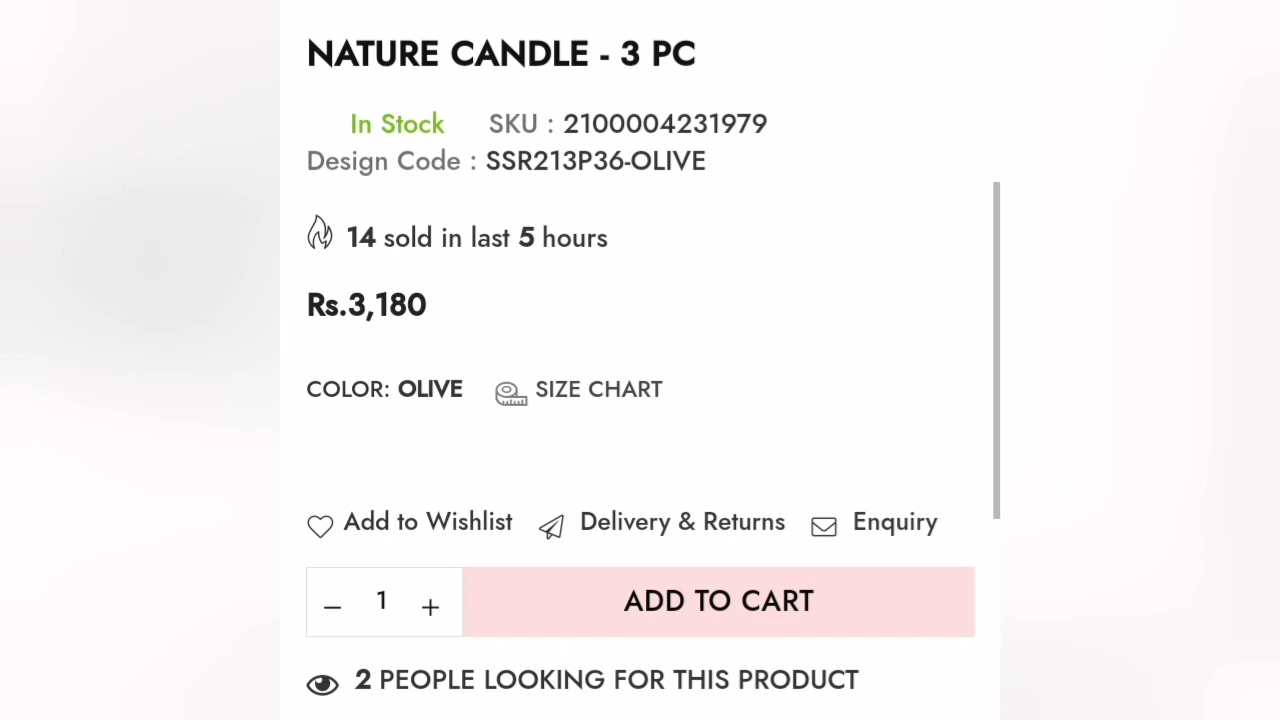 NATURE CANDLE - 3 PC
In Stock SKU : 2100004231979
Design Code : SSR213P36-OLIVE
14 sold in last 5 hours
Rs.3,180
COLOR: OLIVE SIZE CHART
Add to Wishlist Delivery & Returns Enquiry
− 1 + ADD TO CART
2 PEOPLE LOOKING FOR THIS PRODUCT